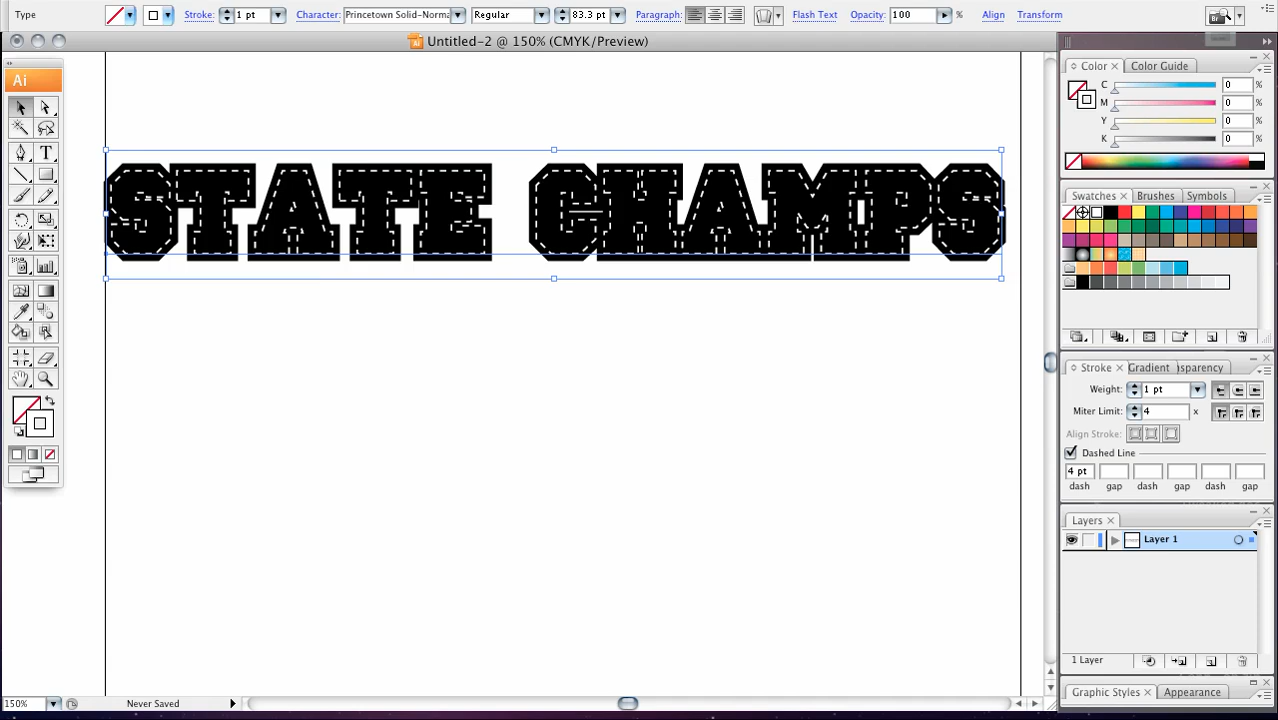 Type Stroke: 1 pt Character: Princetown Solid-Norma Regular 83.3 pt Paragraph: Flash Text Opacity: 100 % Align Transform Br
Untitled-2 @ 150% (CMYK/Preview)
Ai
STATE CHAMPS
Color Color Guide
C 0 %
M 0 %
Y 0 %
K 0 %
Swatches Brushes Symbols
Stroke Gradient sparency
Weight: 1 pt
Miter Limit: 4 x
Align Stroke:
Dashed Line
4 pt
dash gap dash gap dash gap
Layers
Layer 1
1 Layer
Graphic Styles Appearance
150% Never Saved